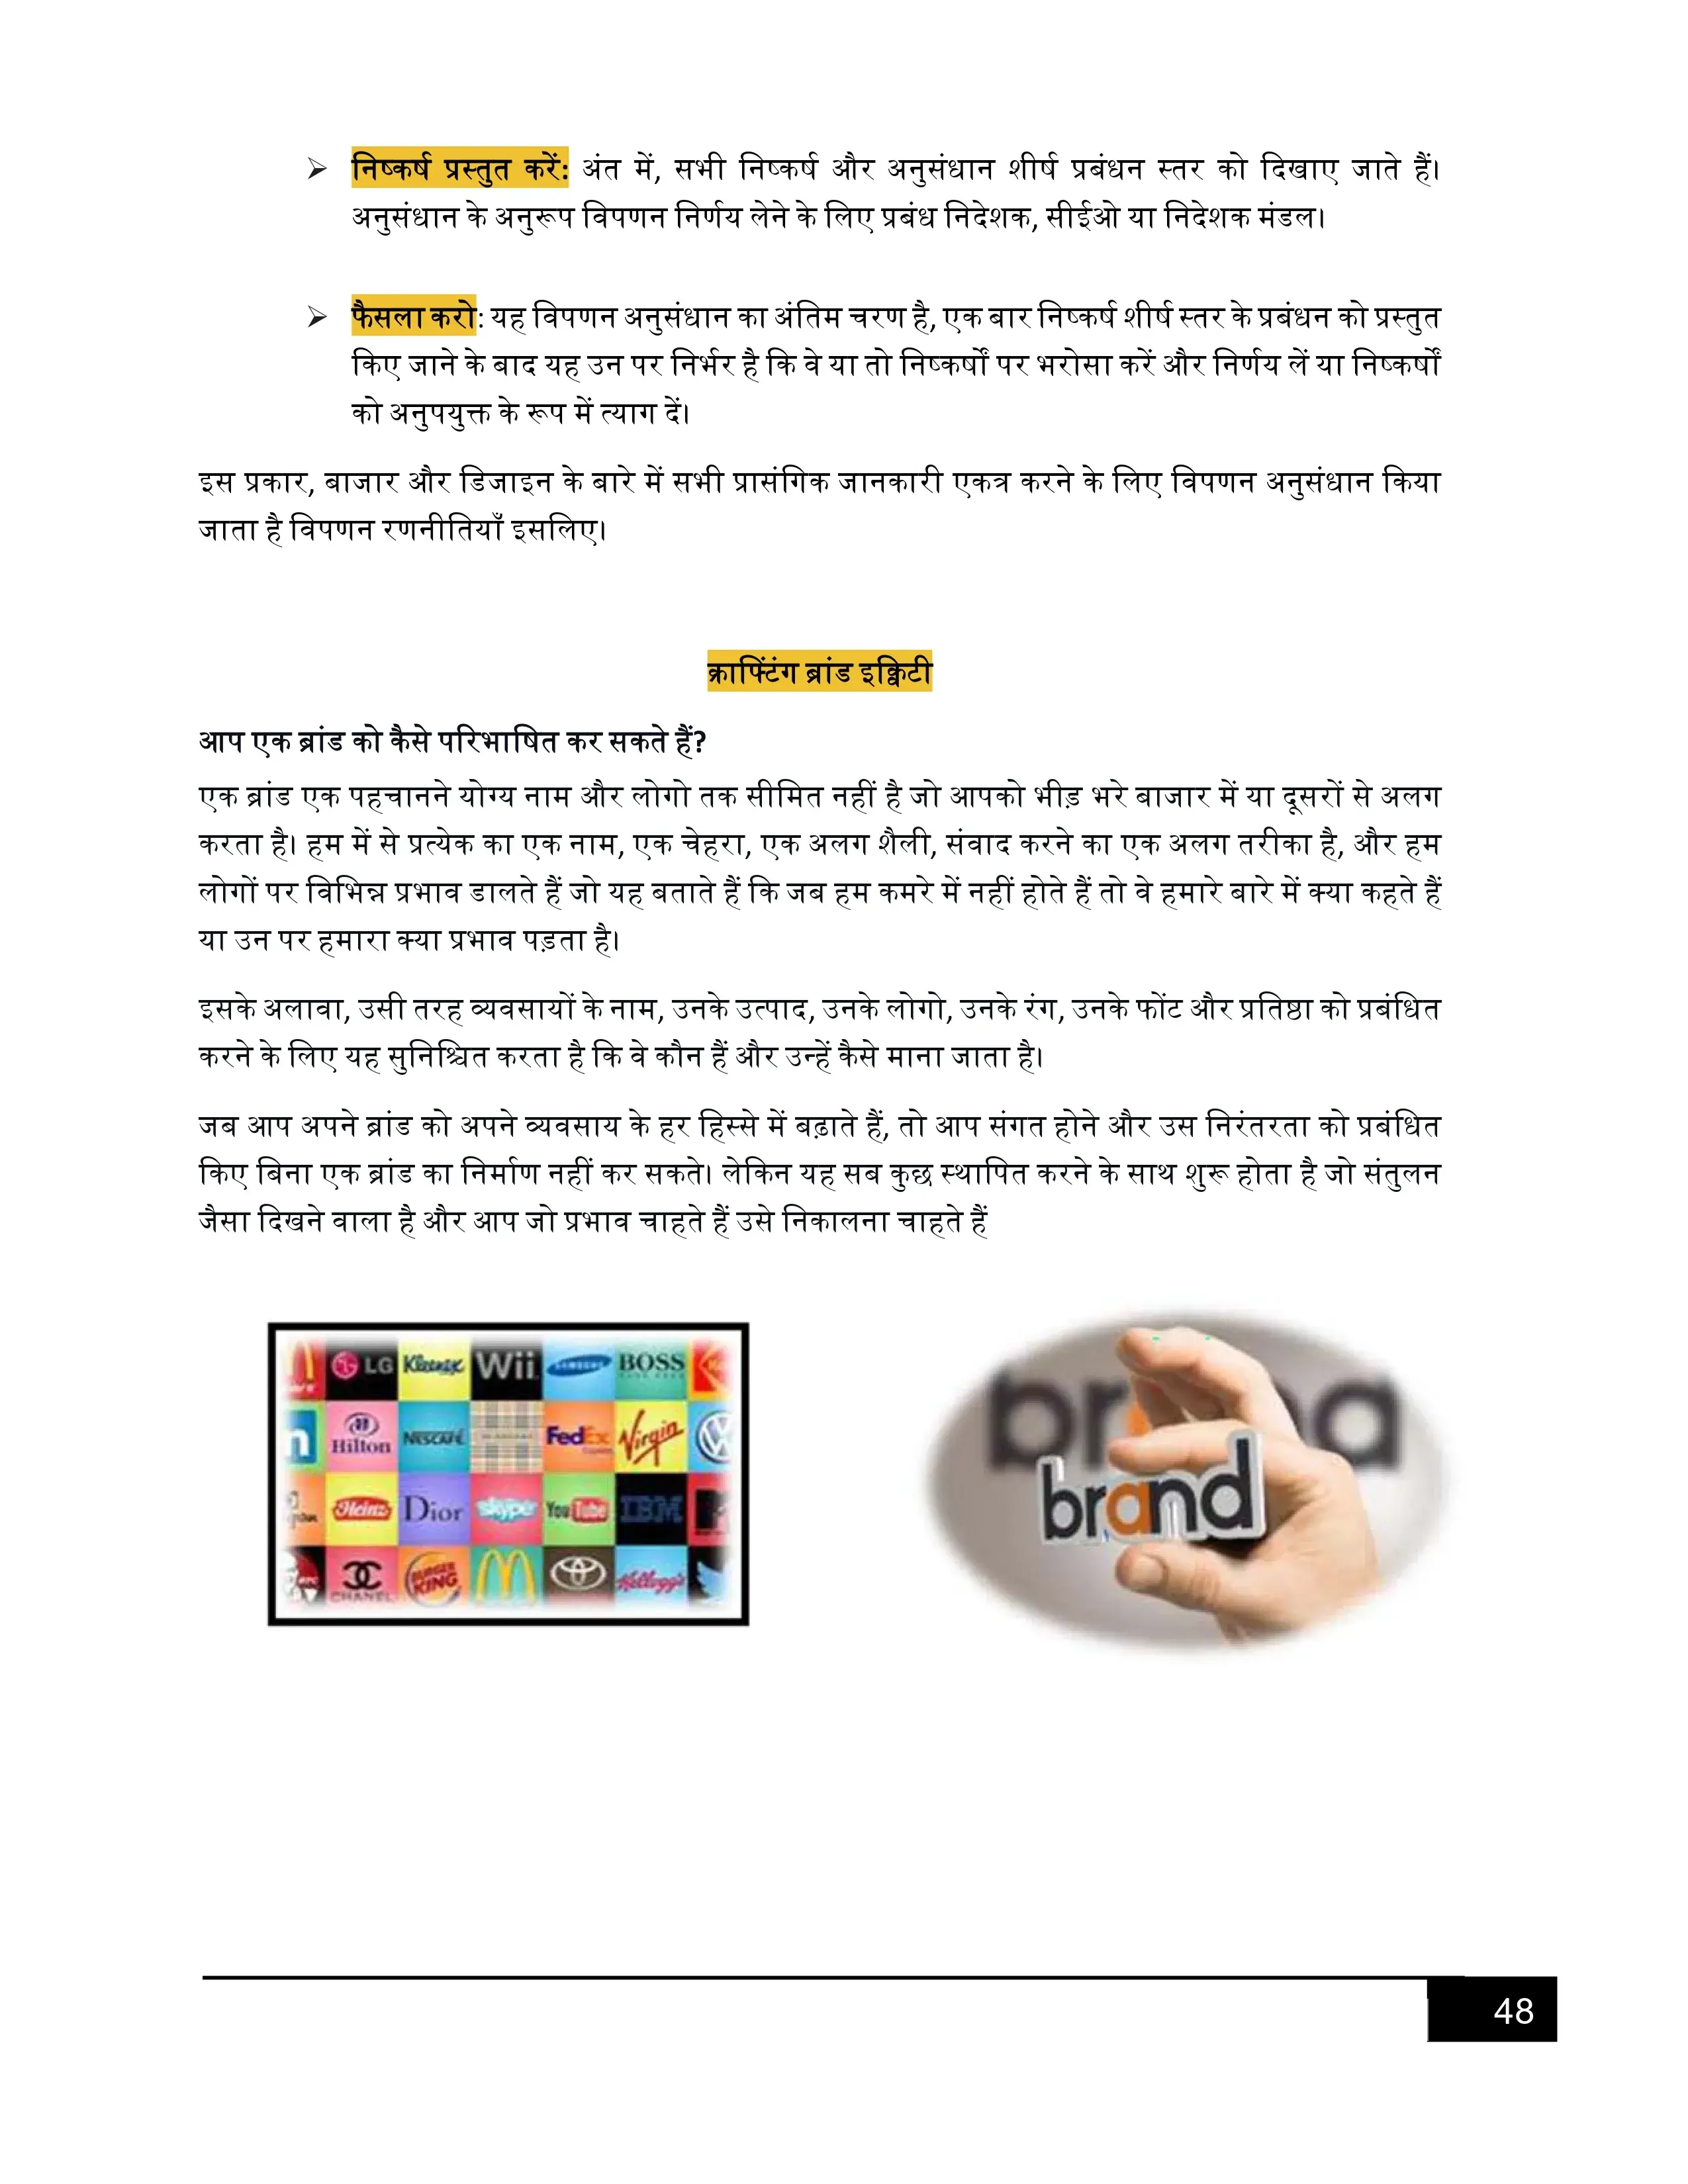 ➢ निष्कर्ष प्रस्तुत करें: अंत में, सभी निष्कर्ष और अनुसंधान शीर्ष प्रबंधन स्तर को दिखाए जाते हैं।
अनुसंधान के अनुरूप विपणन निर्णय लेने के लिए प्रबंध निदेशक, सीईओ या निदेशक मंडल।
➢ फैसला करो: यह विपणन अनुसंधान का अंतिम चरण है, एक बार निष्कर्ष शीर्ष स्तर के प्रबंधन को प्रस्तुत
किए जाने के बाद यह उन पर निर्भर है कि वे या तो निष्कर्षों पर भरोसा करें और निर्णय लें या निष्कर्षों
को अनुपयुक्त के रूप में त्याग दें।
इस प्रकार, बाजार और डिजाइन के बारे में सभी प्रासंगिक जानकारी एकत्र करने के लिए विपणन अनुसंधान किया
जाता है विपणन रणनीतियाँ इसलिए।
क्राफ्टिंग ब्रांड इक्विटी
आप एक ब्रांड को कैसे परिभाषित कर सकते हैं?
एक ब्रांड एक पहचानने योग्य नाम और लोगो तक सीमित नहीं है जो आपको भीड़ भरे बाजार में या दूसरों से अलग
करता है। हम में से प्रत्येक का एक नाम, एक चेहरा, एक अलग शैली, संवाद करने का एक अलग तरीका है, और हम
लोगों पर विभिन्न प्रभाव डालते हैं जो यह बताते हैं कि जब हम कमरे में नहीं होते हैं तो वे हमारे बारे में क्या कहते हैं
या उन पर हमारा क्या प्रभाव पड़ता है।
इसके अलावा, उसी तरह व्यवसायों के नाम, उनके उत्पाद, उनके लोगो, उनके रंग, उनके फोंट और प्रतिष्ठा को प्रबंधित
करने के लिए यह सुनिश्चित करता है कि वे कौन हैं और उन्हें कैसे माना जाता है।
जब आप अपने ब्रांड को अपने व्यवसाय के हर हिस्से में बढ़ाते हैं, तो आप संगत होने और उस निरंतरता को प्रबंधित
किए बिना एक ब्रांड का निर्माण नहीं कर सकते। लेकिन यह सब कुछ स्थापित करने के साथ शुरू होता है जो संतुलन
जैसा दिखने वाला है और आप जो प्रभाव चाहते हैं उसे निकालना चाहते हैं
LG Kleenex Wii SAMSUNG BOSS
Hilton NESCAFÉ FedEx Virgin
Heinz Dior skype YouTube IBM
CHANEL BURGER KING Kellogg's
brand
brand
48